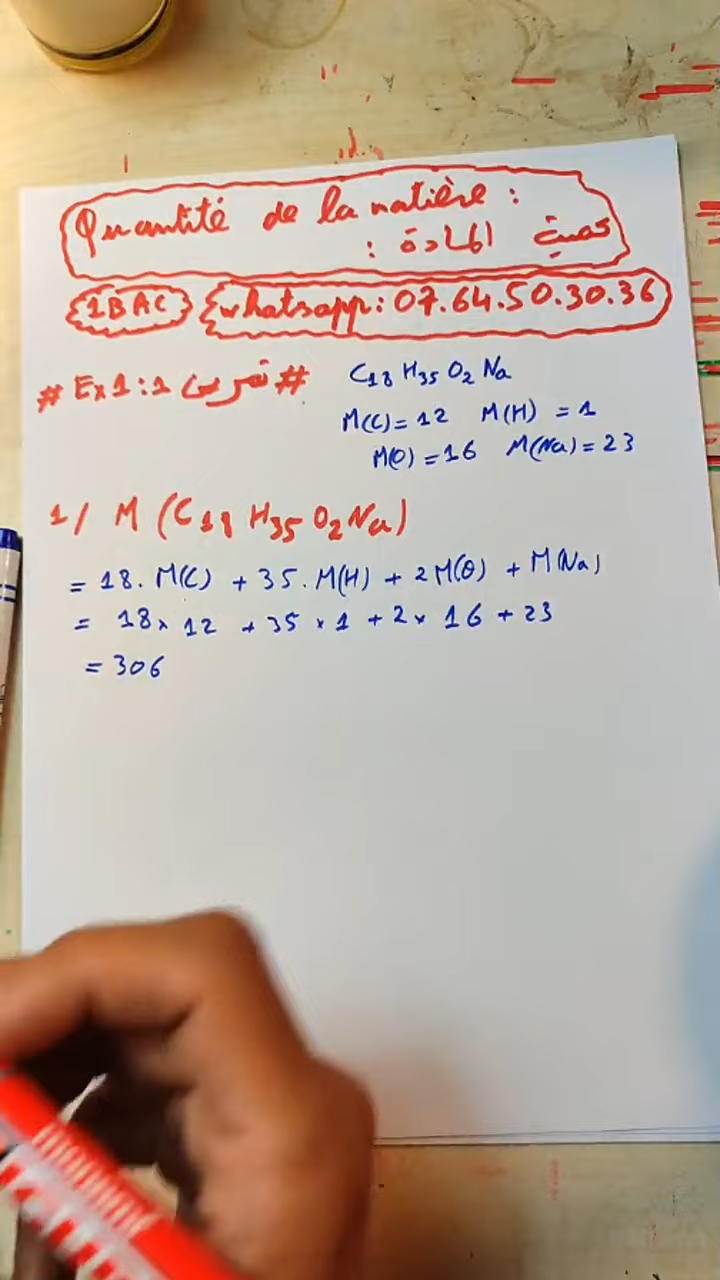 Quantité de la matière :
كمية المادة :
1BAC whatsapp: 07.64.50.30.36
# Ex1 : تمرين 1 #
C18 H35 O2 Na
M(C) = 12 M(H) = 1
M(O) = 16 M(Na) = 23
1/ M (C18 H35 O2 Na)
= 18. M(C) + 35. M(H) + 2M(O) + M(Na)
= 18 × 12 + 35 × 1 + 2 × 16 + 23
= 306